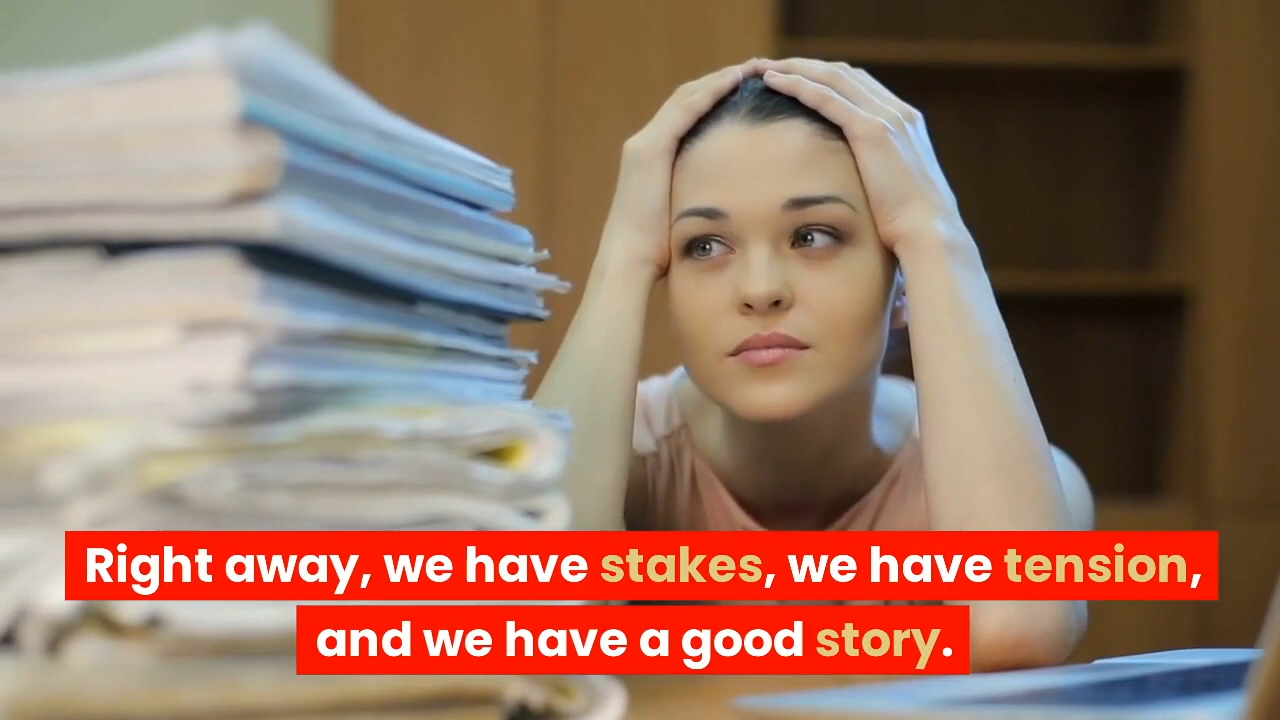 Right away, we have stakes, we have tension,
and we have a good story.